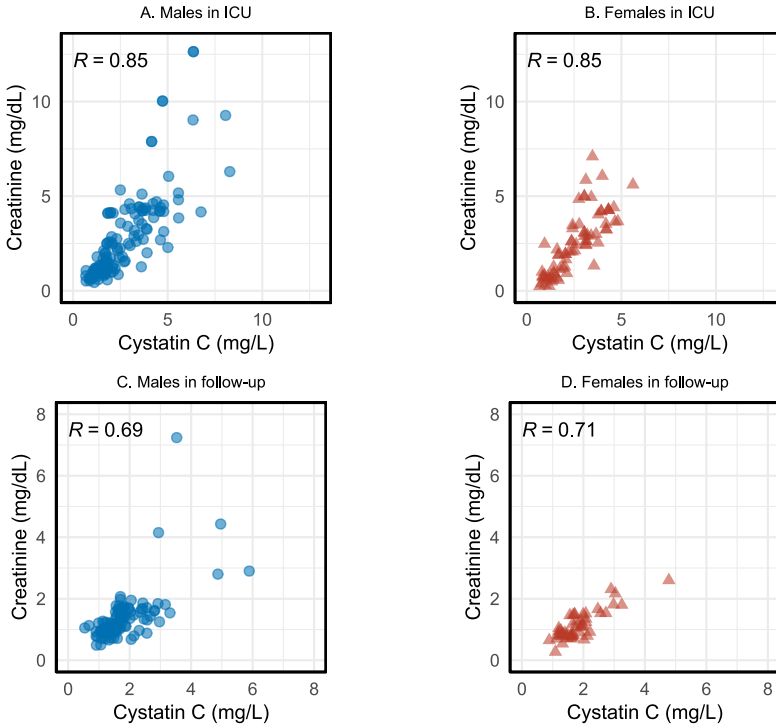 A. Males in ICU
R = 0.85
Creatinine (mg/dL)
10
5
0
0 5 10
Cystatin C (mg/L)
B. Females in ICU
R = 0.85
Creatinine (mg/dL)
10
5
0
0 5 10
Cystatin C (mg/L)
C. Males in follow-up
R = 0.69
Creatinine (mg/dL)
8
6
4
2
0
0 2 4 6 8
Cystatin C (mg/L)
D. Females in follow-up
R = 0.71
Creatinine (mg/dL)
8
6
4
2
0
0 2 4 6 8
Cystatin C (mg/L)